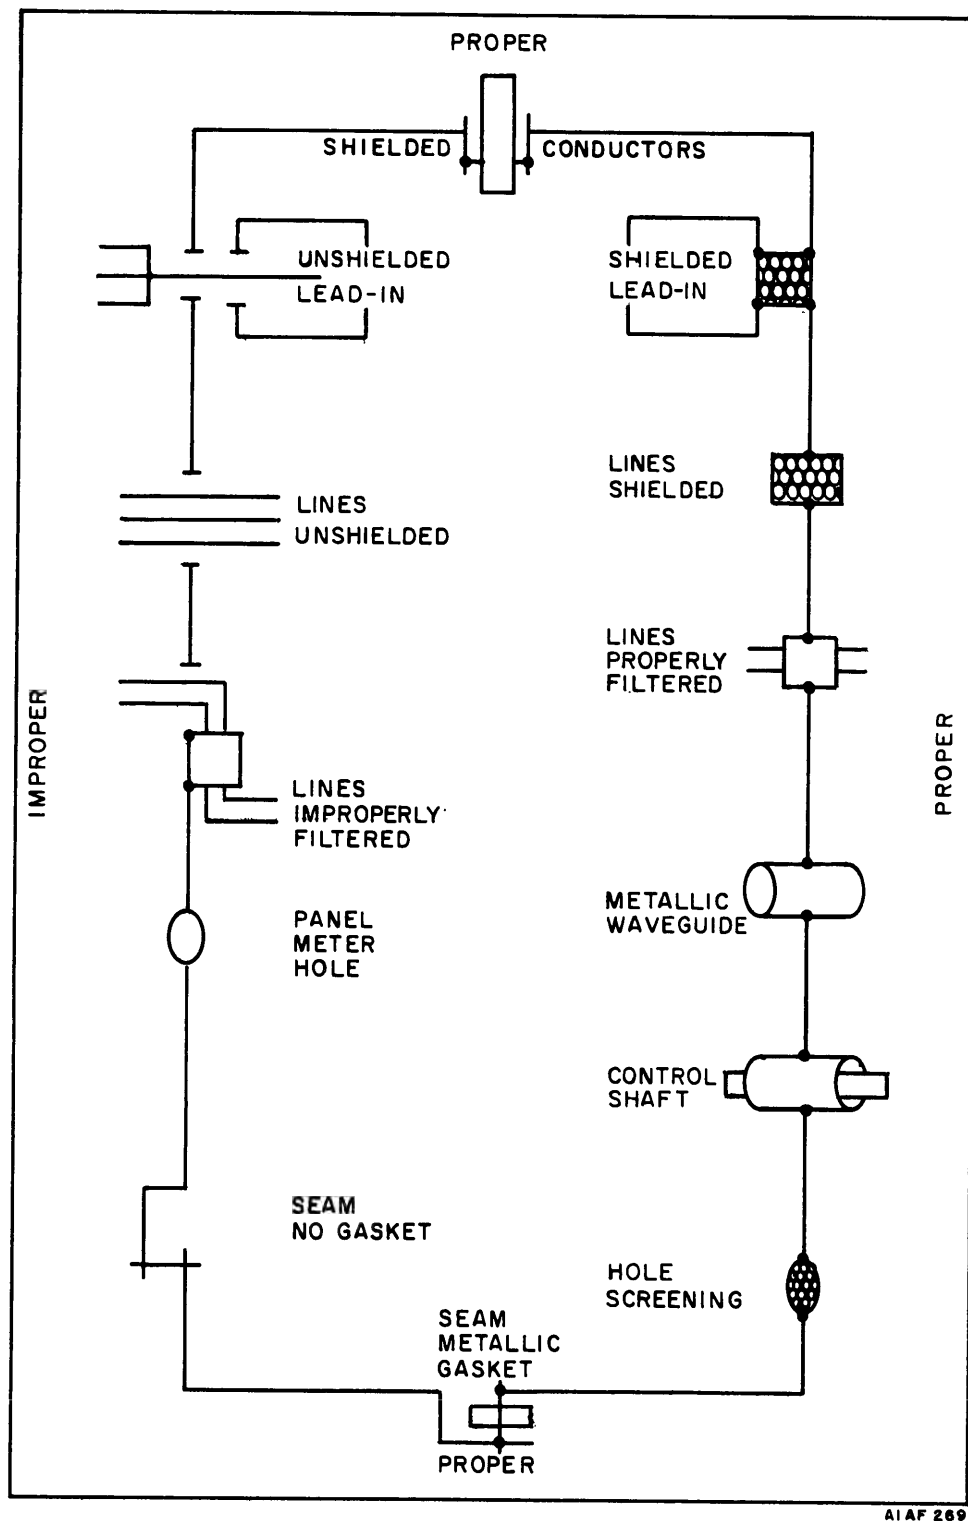 PROPER
SHIELDED
CONDUCTORS
UNSHIELDED
LEAD-IN
SHIELDED
LEAD-IN
LINES
UNSHIELDED
LINES
SHIELDED
LINES
PROPERLY
FILTERED
IMPROPER
PROPER
LINES
IMPROPERLY
FILTERED
PANEL
METER
HOLE
METALLIC
WAVEGUIDE
CONTROL
SHAFT
SEAM
NO GASKET
HOLE
SCREENING
SEAM
METALLIC
GASKET
PROPER
AIAF 269